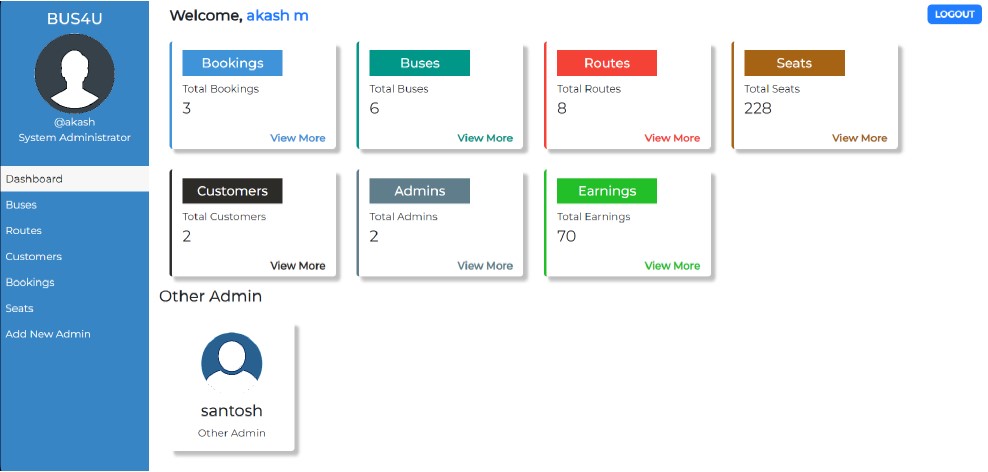 BUS4U
@akash
System Administrator
Dashboard
Buses
Routes
Customers
Bookings
Seats
Add New Admin
Welcome, akash m
LOGOUT
Bookings
Total Bookings
3
View More
Buses
Total Buses
6
View More
Routes
Total Routes
8
View More
Seats
Total Seats
228
View More
Customers
Total Customers
2
View More
Admins
Total Admins
2
View More
Earnings
Total Earnings
70
View More
Other Admin
santosh
Other Admin